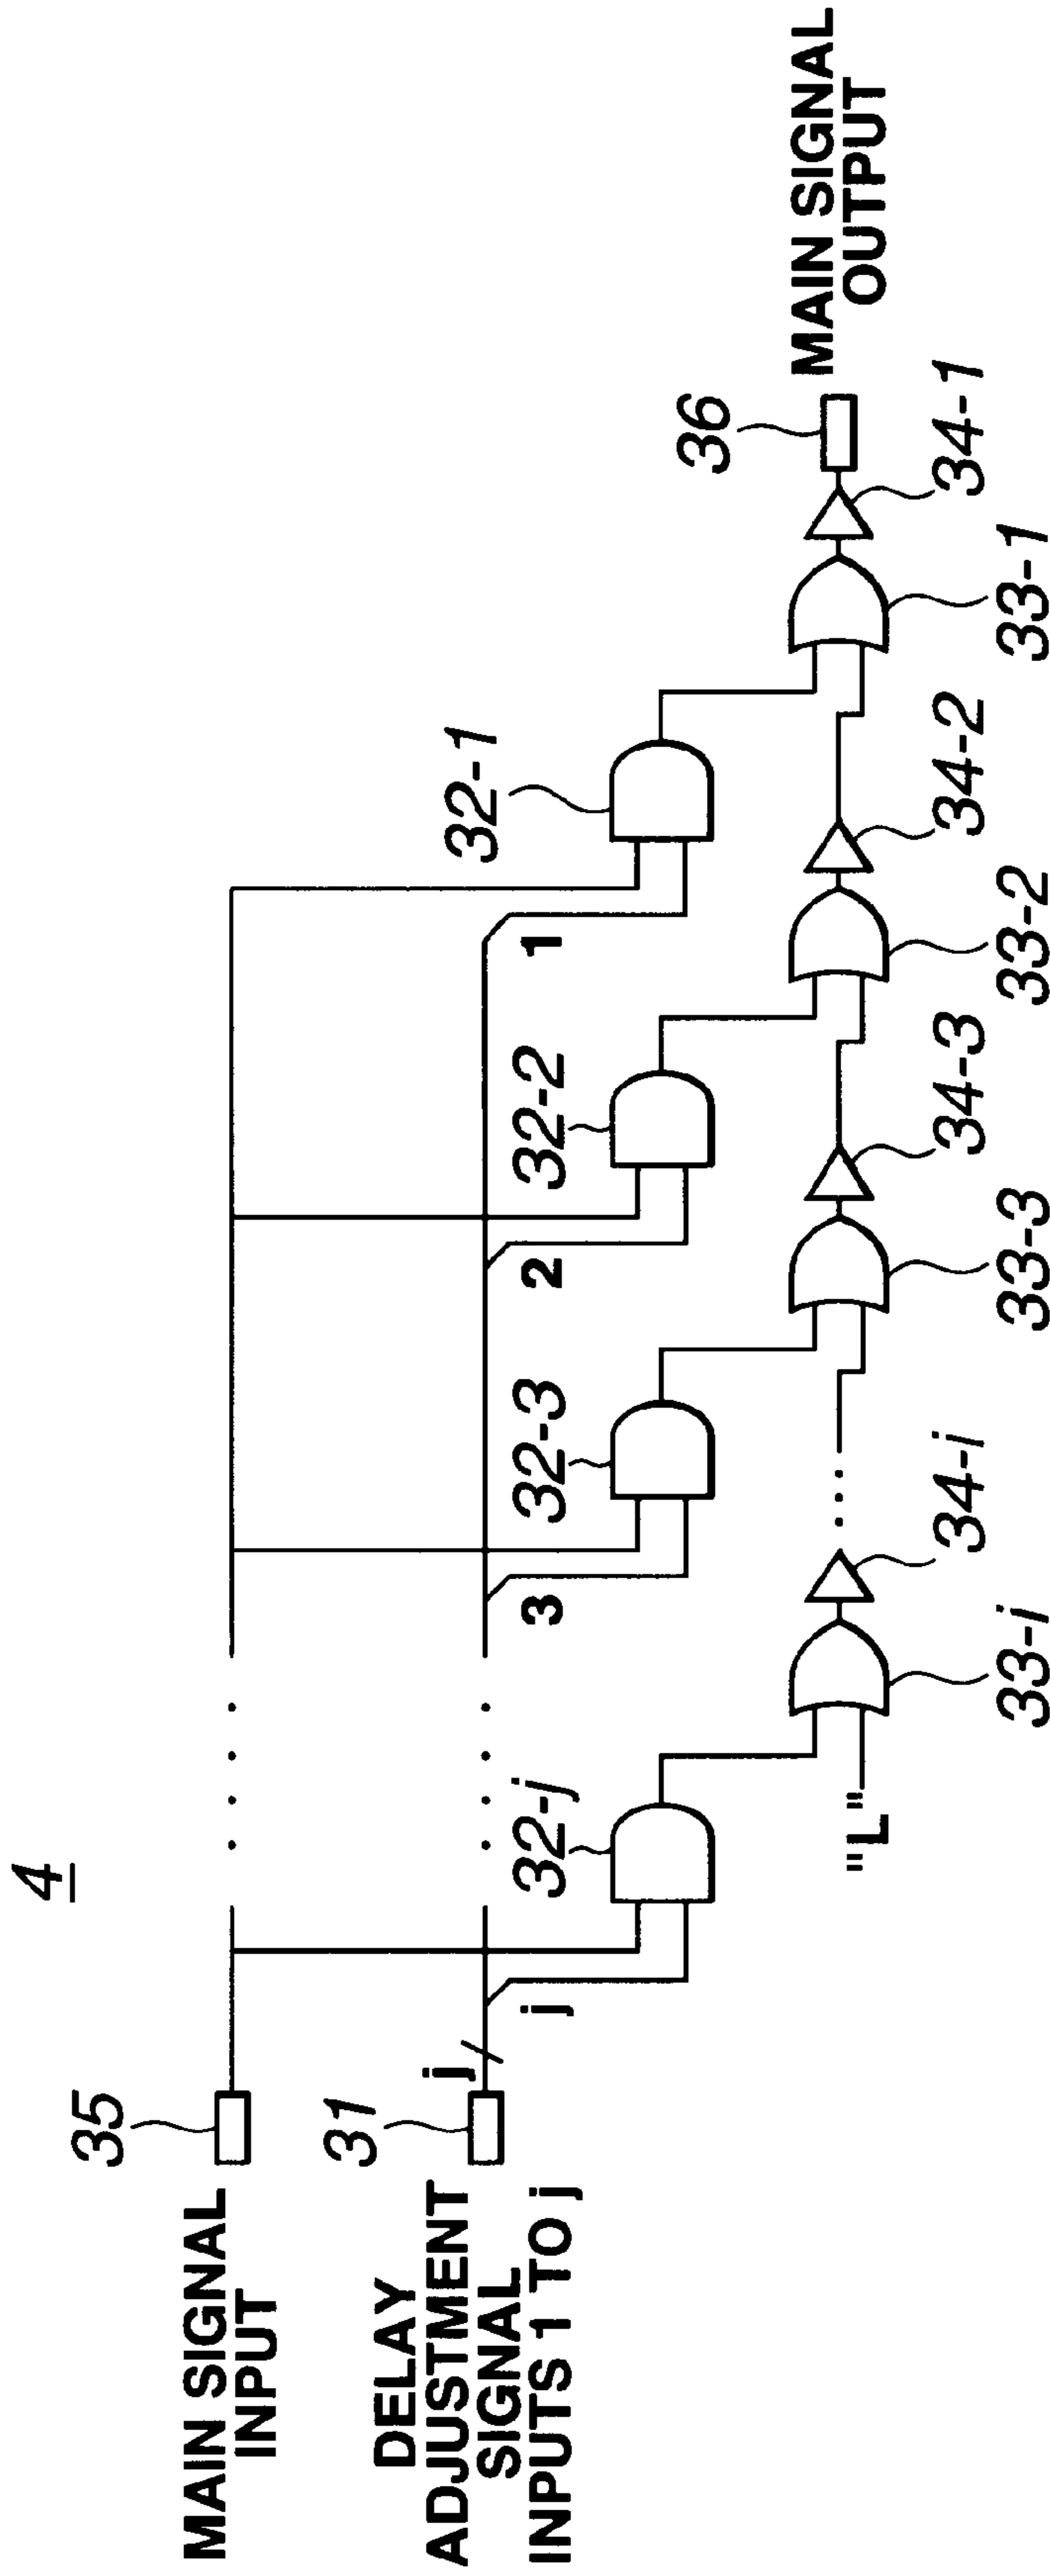 4
35
MAIN SIGNAL
INPUT
31
DELAY
ADJUSTMENT
SIGNAL
INPUTS 1 TO j
j
j
3
2
1
32-j
32-3
32-2
32-1
"L"
33-i
34-i
33-3
34-3
33-2
34-2
33-1
34-1
36
MAIN SIGNAL
OUTPUT